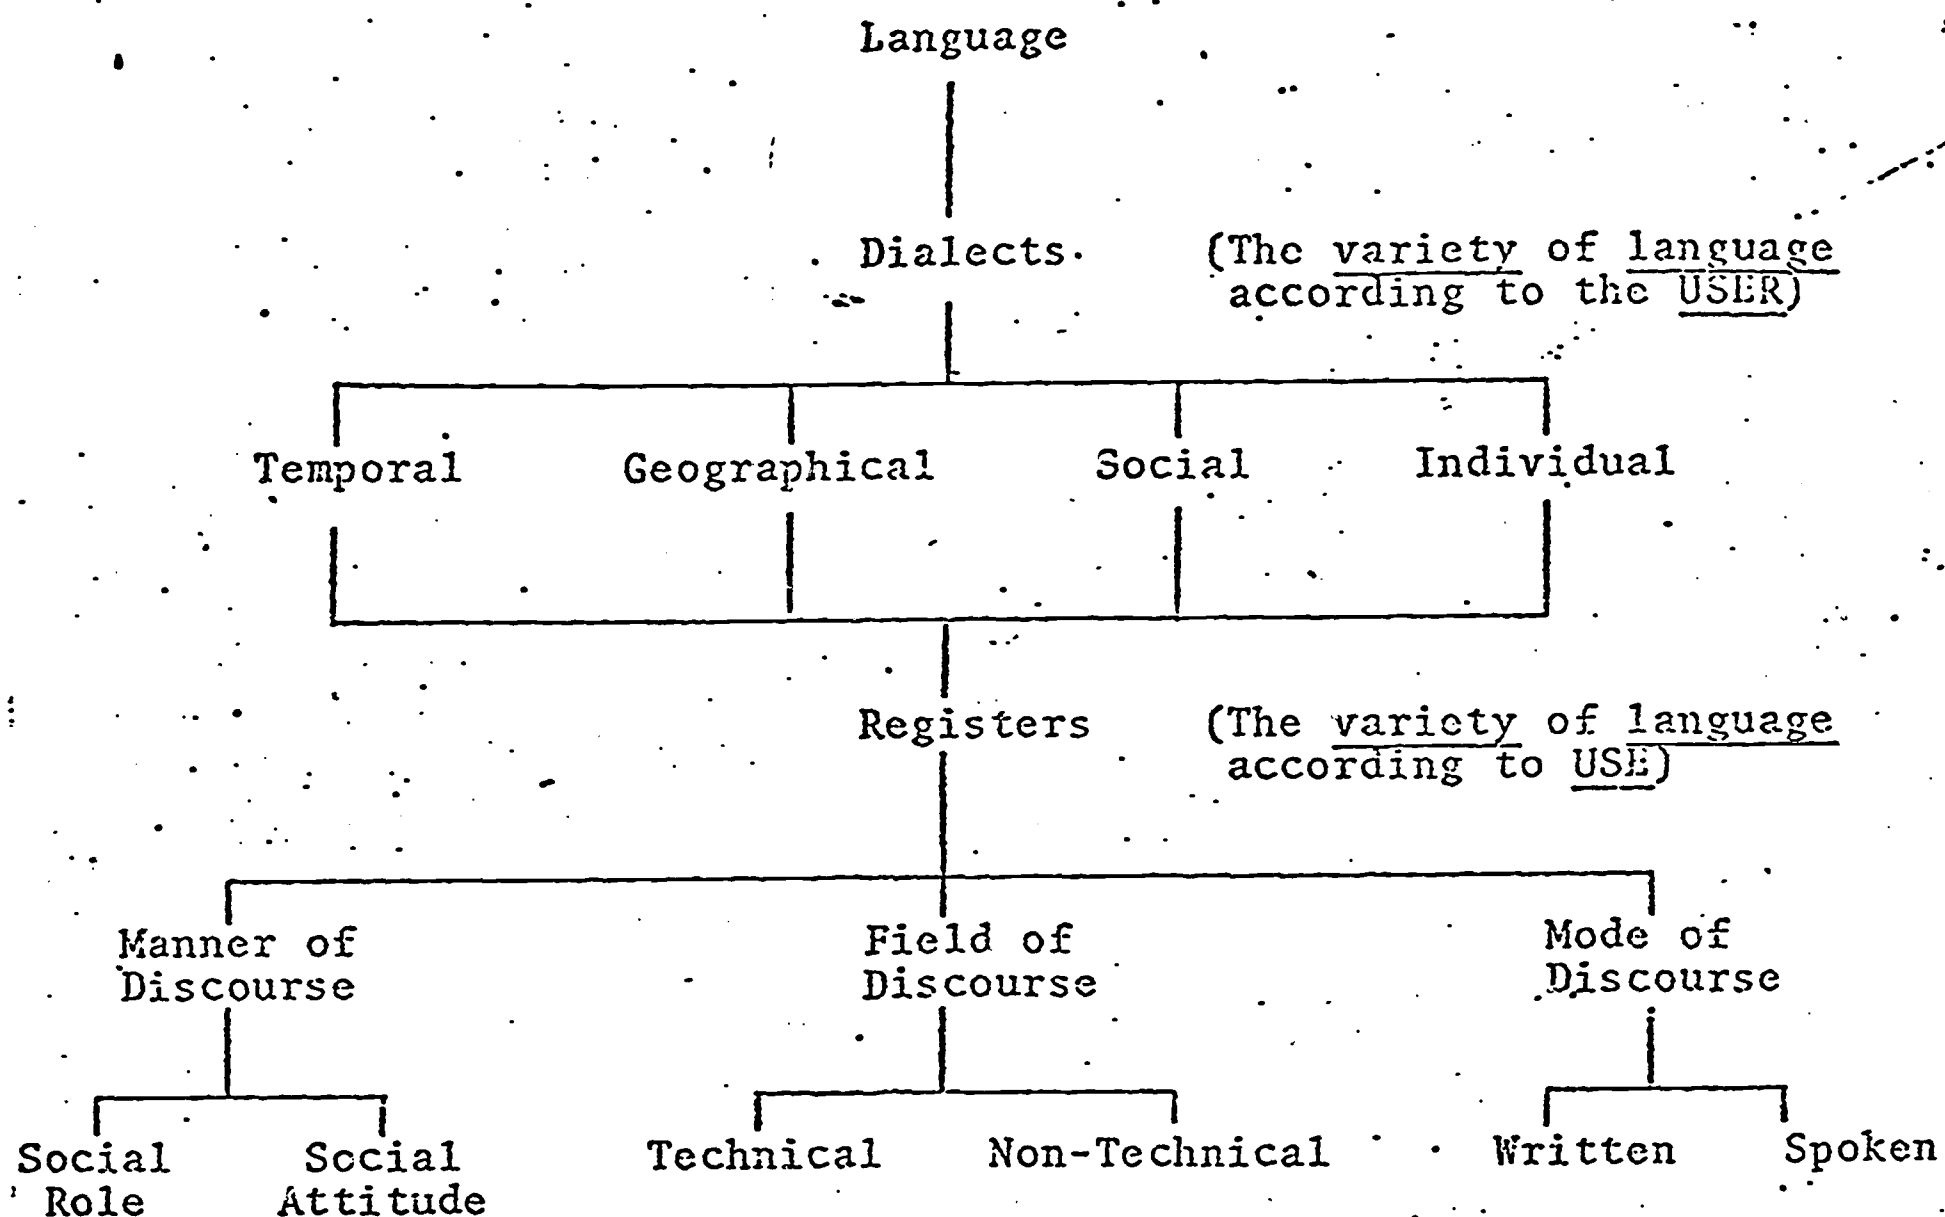 Language
Dialects (The variety of language
according to the USER)
Temporal Geographical Social Individual
Registers (The variety of language
according to USE)
Manner of Field of Mode of
Discourse Discourse Discourse
Social Social Technical Non-Technical Written Spoken
Role Attitude